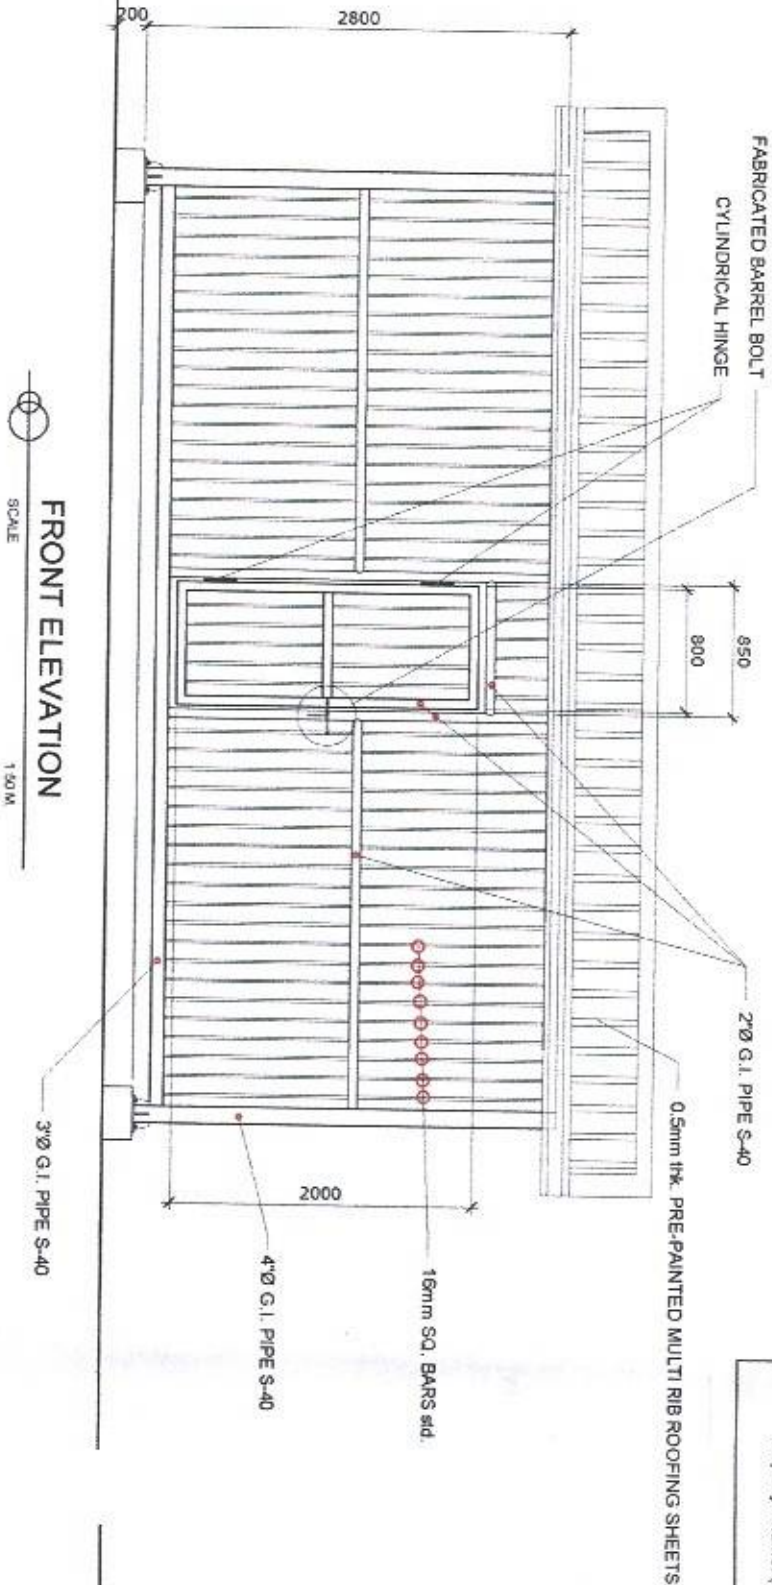 FABRICATED BARREL BOLT
CYLINDRICAL HINGE
850
800
2"Ø G.I. PIPE S-40
0.5mm thk. PRE-PAINTED MULTI RIB ROOFING SHEETS
2800
200
2000
16mm SQ. BARS std.
4"Ø G.I. PIPE S-40
3"Ø G.I. PIPE S-40
FRONT ELEVATION
SCALE 1:50 M.